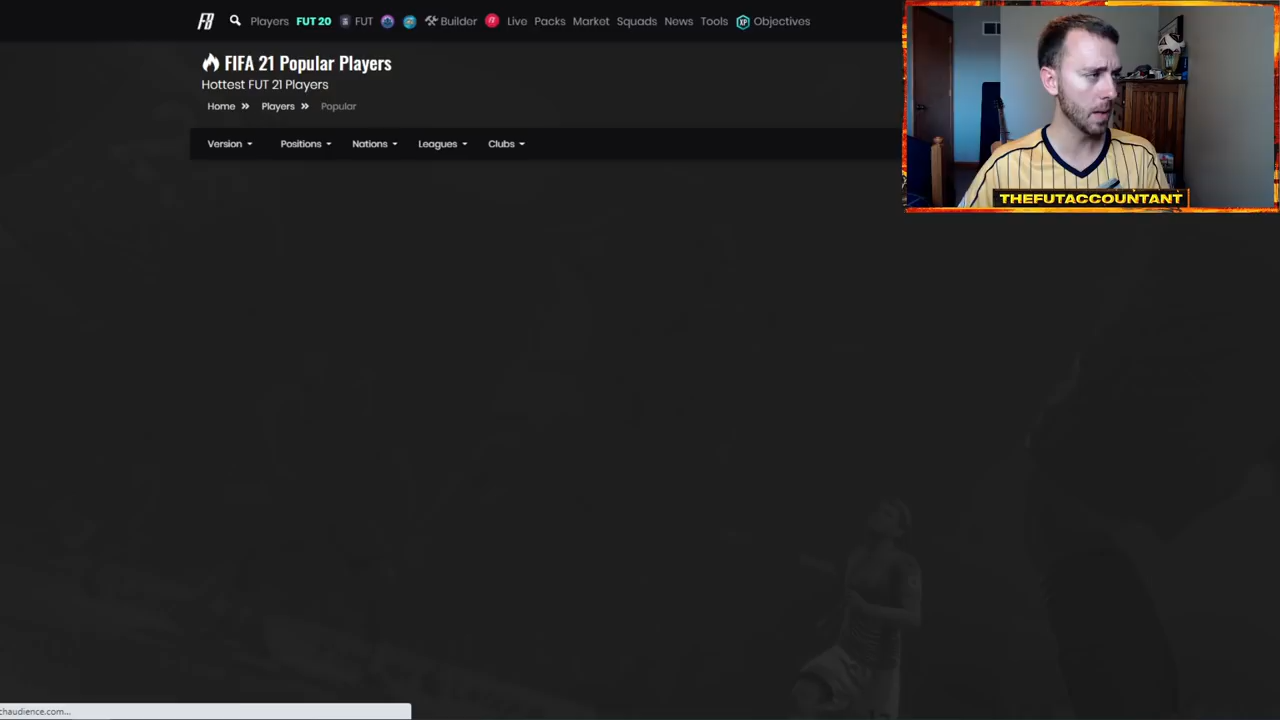 Players FUT 20 FUT Builder Live Packs Market Squads News Tools XP Objectives
FIFA 21 Popular Players
Hottest FUT 21 Players
Home » Players » Popular
Version Positions Nations Leagues Clubs
THEFUTACCOUNTANT
chaudience.com...